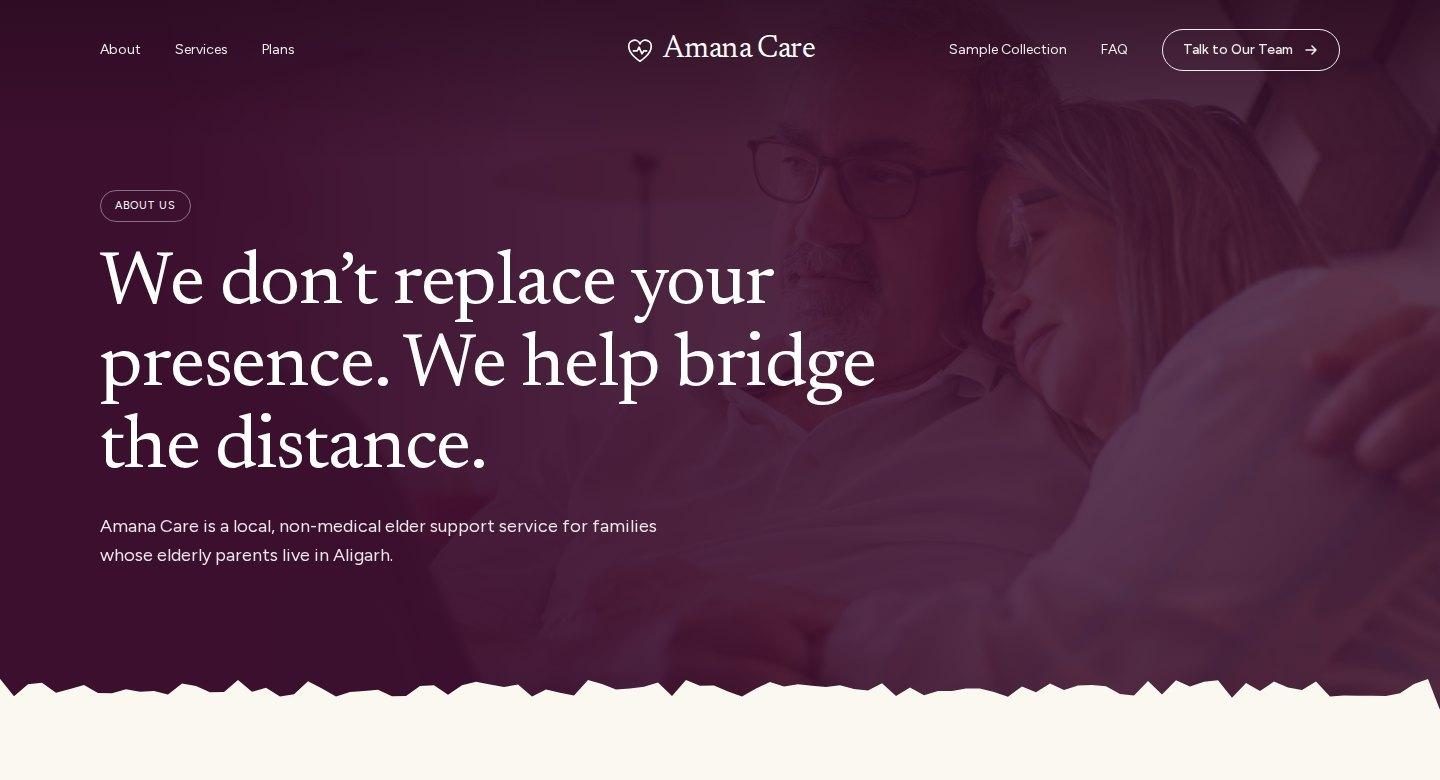 About
Services
Plans
Amana Care
Sample Collection
FAQ
Talk to Our Team
ABOUT US
We don’t replace your
presence. We help bridge
the distance.
Amana Care is a local, non-medical elder support service for families
whose elderly parents live in Aligarh.